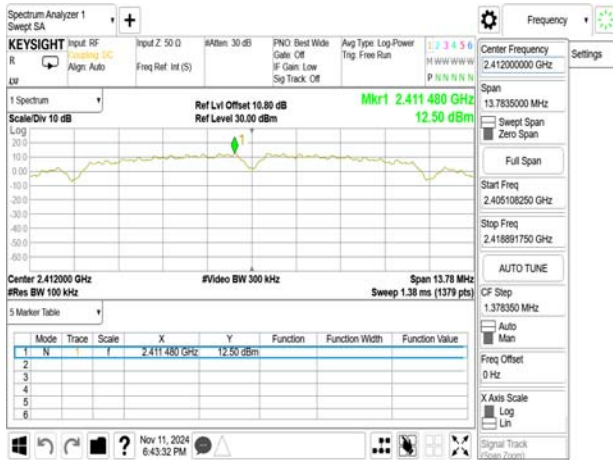 Spectrum Analyzer 1
Swept SA
+
Frequency
KEYSIGHT
Input: RF
Coupling: DC
Align: Auto
Input Z: 50 Ω
Freq Ref: Int (S)
#Atten: 30 dB
PNO: Best Wide
Gate: Off
IF Gain: Low
Sig Track: Off
Avg Type: Log-Power
Trig: Free Run
1 2 3 4 5 6
M W W W W W
P N N N N N
R
1 Spectrum
Scale/Div 10 dB
Ref Lvl Offset 10.80 dB
Ref Level 30.00 dBm
Mkr1 2.411 480 GHz
12.50 dBm
Log
20.0
10.0
0.00
-10.0
-20.0
-30.0
-40.0
-50.0
-60.0
1
Center 2.412000 GHz
#Res BW 100 kHz
#Video BW 300 kHz
Span 13.78 MHz
Sweep 1.38 ms (1379 pts)
5 Marker Table
Mode Trace Scale X Y Function Function Width Function Value
1 N 1 f 2.411 480 GHz 12.50 dBm
2
3
4
5
6
Nov 11, 2024
6:43:32 PM
Center Frequency
2.412000000 GHz
Settings
Span
13.7835000 MHz
Swept Span
Zero Span
Full Span
Start Freq
2.405108250 GHz
Stop Freq
2.418891750 GHz
AUTO TUNE
CF Step
1.378350 MHz
Auto
Man
Freq Offset
0 Hz
X Axis Scale
Log
Lin
Signal Track
(Span Zoom)